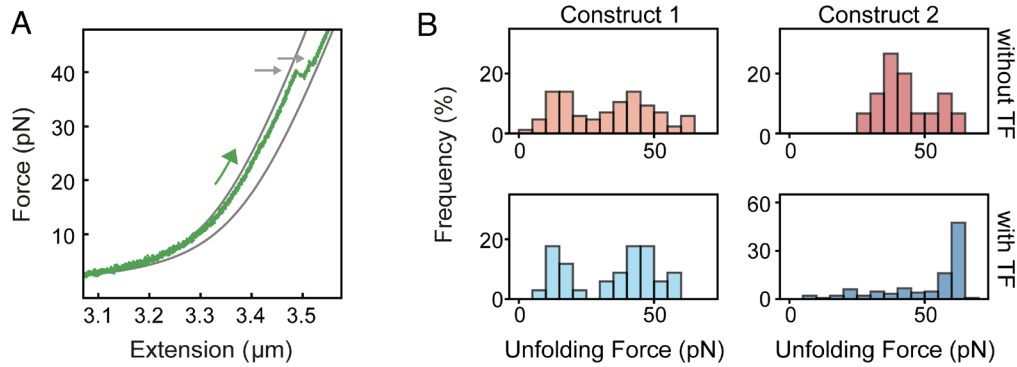 A
Force (pN)
40
30
20
10
3.1 3.2 3.3 3.4 3.5
Extension (μm)
B
Construct 1
Construct 2
Frequency (%)
20
0
0 50
20
0
0 50
without TF
20
0
0 50
60
30
0
0 50
with TF
Unfolding Force (pN)
Unfolding Force (pN)